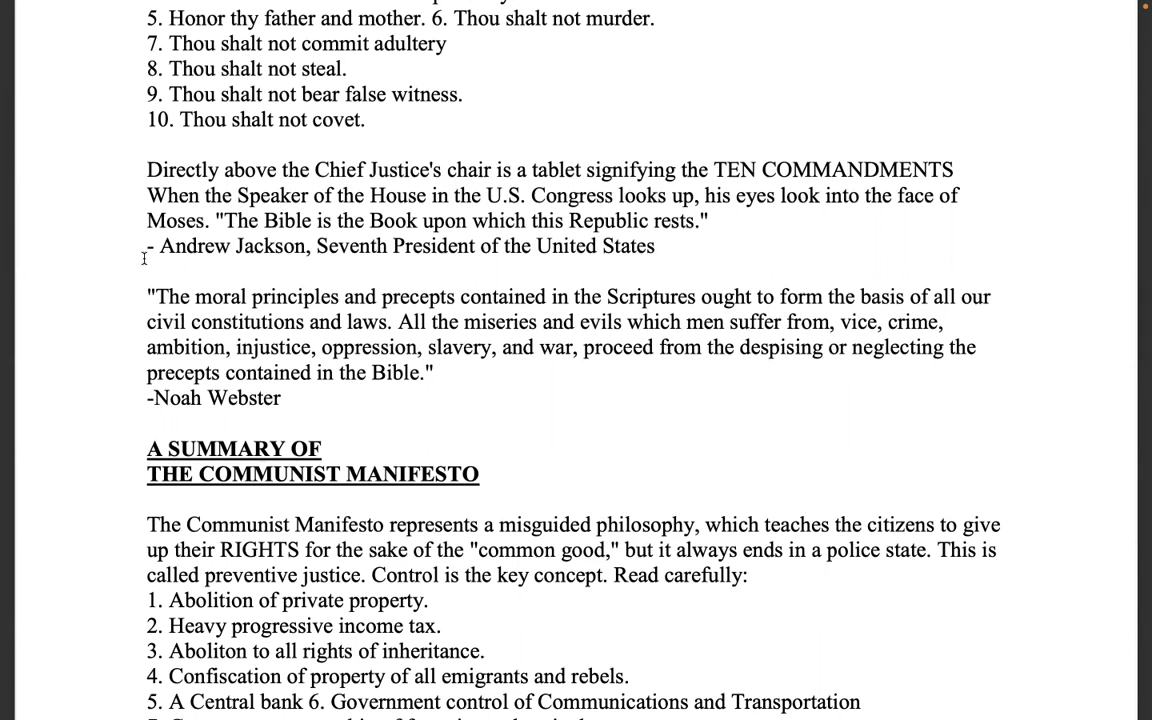 5. Honor thy father and mother. 6. Thou shalt not murder.
7. Thou shalt not commit adultery
8. Thou shalt not steal.
9. Thou shalt not bear false witness.
10. Thou shalt not covet.
Directly above the Chief Justice's chair is a tablet signifying the TEN COMMANDMENTS
When the Speaker of the House in the U.S. Congress looks up, his eyes look into the face of
Moses. "The Bible is the Book upon which this Republic rests."
- Andrew Jackson, Seventh President of the United States
"The moral principles and precepts contained in the Scriptures ought to form the basis of all our
civil constitutions and laws. All the miseries and evils which men suffer from, vice, crime,
ambition, injustice, oppression, slavery, and war, proceed from the despising or neglecting the
precepts contained in the Bible."
-Noah Webster
A SUMMARY OF
THE COMMUNIST MANIFESTO
The Communist Manifesto represents a misguided philosophy, which teaches the citizens to give
up their RIGHTS for the sake of the "common good," but it always ends in a police state. This is
called preventive justice. Control is the key concept. Read carefully:
1. Abolition of private property.
2. Heavy progressive income tax.
3. Aboliton to all rights of inheritance.
4. Confiscation of property of all emigrants and rebels.
5. A Central bank 6. Government control of Communications and Transportation